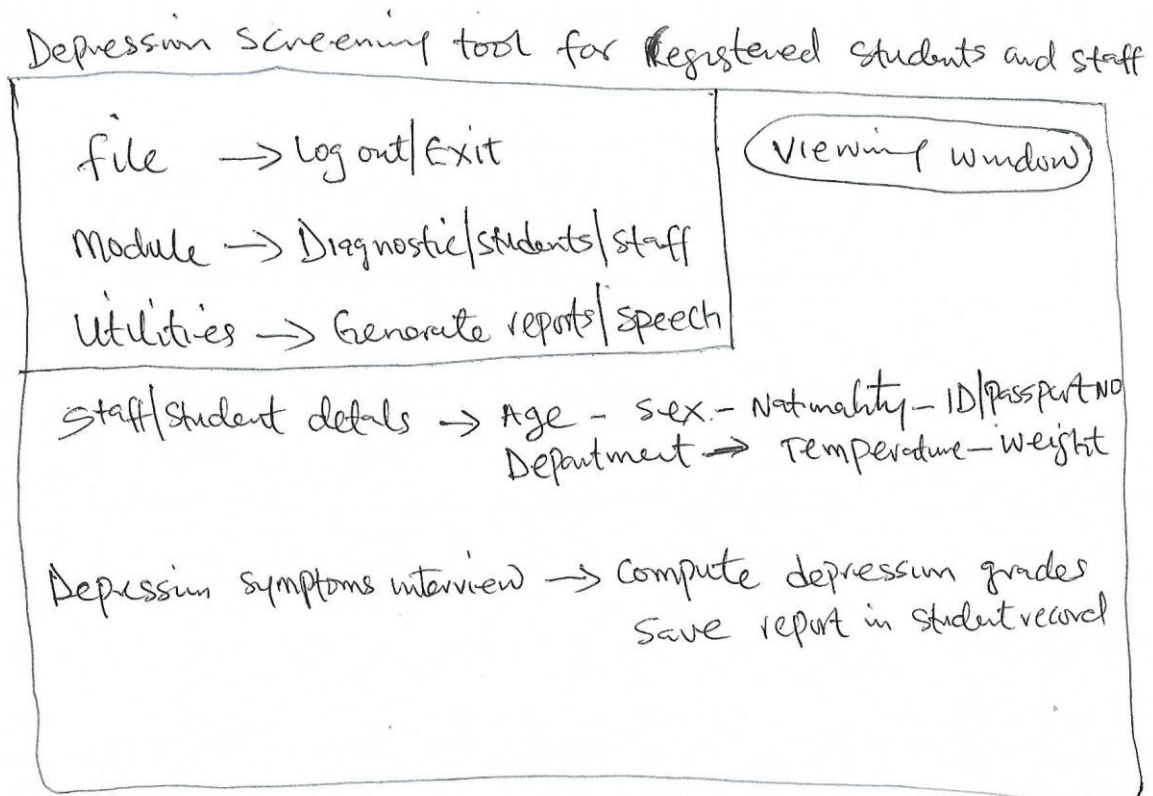 Depression screening tool for Registered students and staff
file → Log out/Exit
Viewing window
Module → Diagnostic/students/staff
Utilities → Generate reports/speech
Staff/student detals → Age - Sex - Nationality - ID/Passport NO
Department → Temperature - Weight
Depression symptoms interview → Compute depression grades
Save report in student record